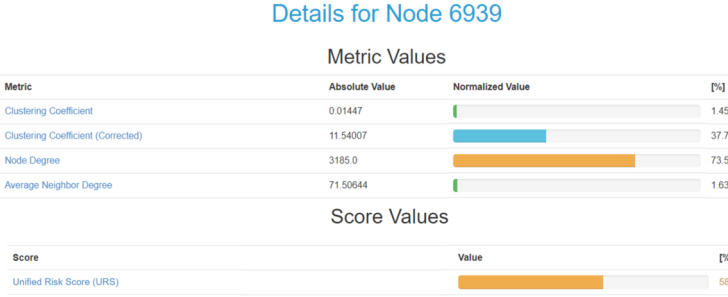 Details for Node 6939
Metric Values
Metric Absolute Value Normalized Value [%]
Clustering Coefficient 0.01447 1.45
Clustering Coefficient (Corrected) 11.54007 37.7
Node Degree 3185.0 73.5
Average Neighbor Degree 71.50644 1.63
Score Values
Score Value
Unified Risk Score (URS)